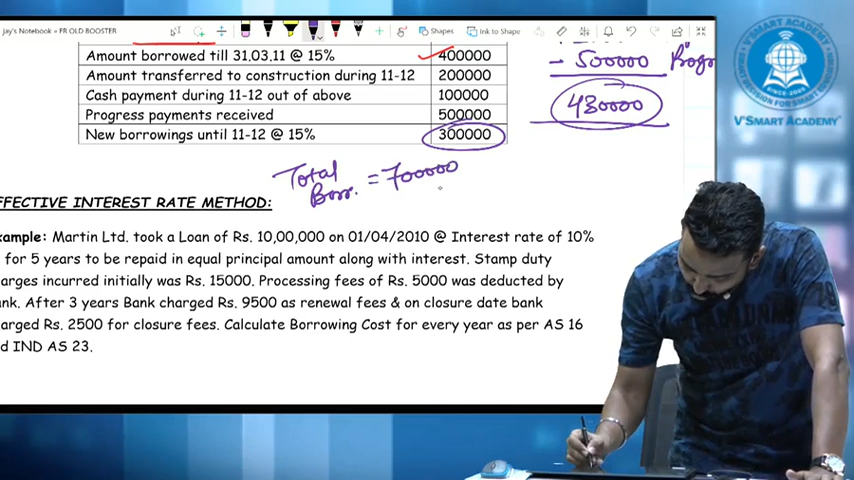 jay's Notebook » FR OLD BOOSTER
Shapes
Ink to Shape
Amount borrowed till 31.03.11 @ 15% 400000
Amount transferred to construction during 11-12 200000
Cash payment during 11-12 out of above 100000
Progress payments received 500000
New borrowings until 11-12 @ 15% 300000
- 500000
430000
Total
Borr. = 700000
EFFECTIVE INTEREST RATE METHOD:
xample: Martin Ltd. took a Loan of Rs. 10,00,000 on 01/04/2010 @ Interest rate of 10%
for 5 years to be repaid in equal principal amount along with interest. Stamp duty
arges incurred initially was Rs. 15000. Processing fees of Rs. 5000 was deducted by
ank. After 3 years Bank charged Rs. 9500 as renewal fees & on closure date bank
arged Rs. 2500 for closure fees. Calculate Borrowing Cost for every year as per AS 16
d IND AS 23.
V'SMART ACADEMY
SINCE-2008
V'SMART ACADEMY
79